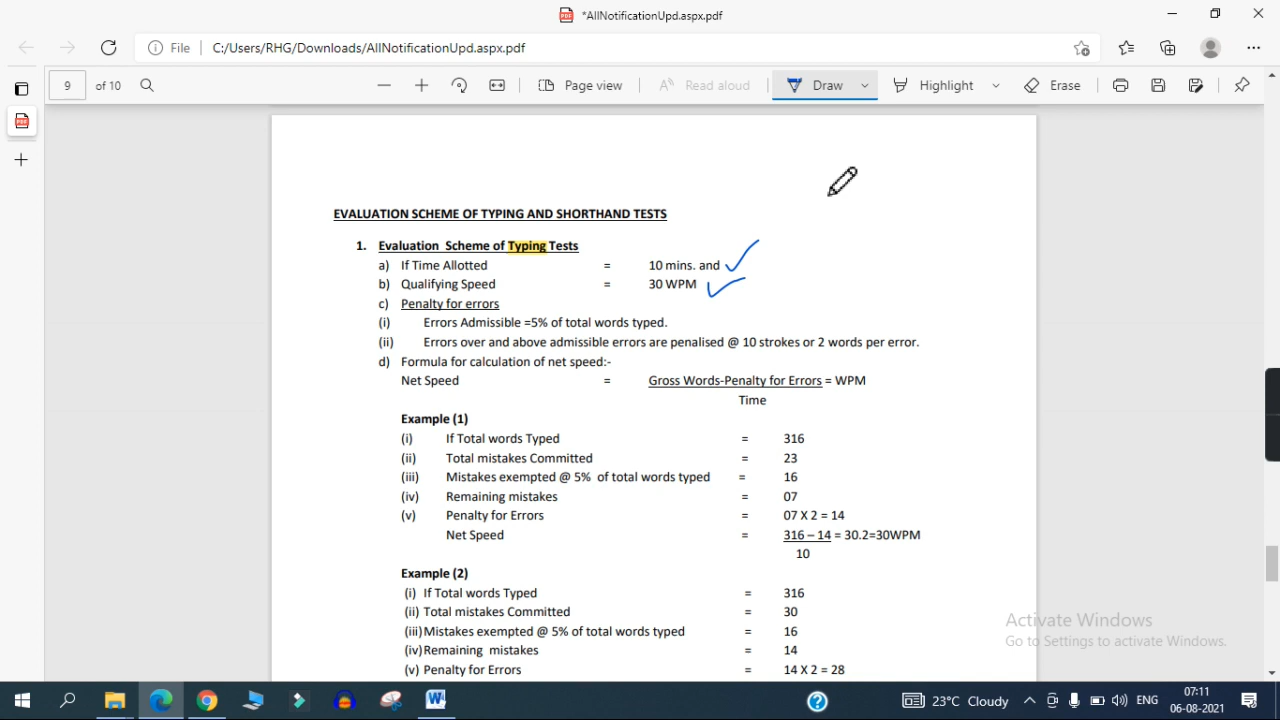 *AllNotificationUpd.aspx.pdf
File C:/Users/RHG/Downloads/AllNotificationUpd.aspx.pdf
9 of 10 Page view Read aloud Draw Highlight Erase
EVALUATION SCHEME OF TYPING AND SHORTHAND TESTS
1. Evaluation Scheme of Typing Tests
a) If Time Allotted = 10 mins. and
b) Qualifying Speed = 30 WPM
c) Penalty for errors
(i) Errors Admissible =5% of total words typed.
(ii) Errors over and above admissible errors are penalised @ 10 strokes or 2 words per error.
d) Formula for calculation of net speed:-
Net Speed = Gross Words-Penalty for Errors = WPM
Time
Example (1)
(i) If Total words Typed = 316
(ii) Total mistakes Committed = 23
(iii) Mistakes exempted @ 5% of total words typed = 16
(iv) Remaining mistakes = 07
(v) Penalty for Errors = 07 X 2 = 14
Net Speed = 316 – 14 = 30.2=30WPM
10
Example (2)
(i) If Total words Typed = 316
(ii) Total mistakes Committed = 30
(iii) Mistakes exempted @ 5% of total words typed = 16
(iv) Remaining mistakes = 14
(v) Penalty for Errors = 14 X 2 = 28
Activate Windows
Go to Settings to activate Windows.
23°C Cloudy ENG 07:11
06-08-2021